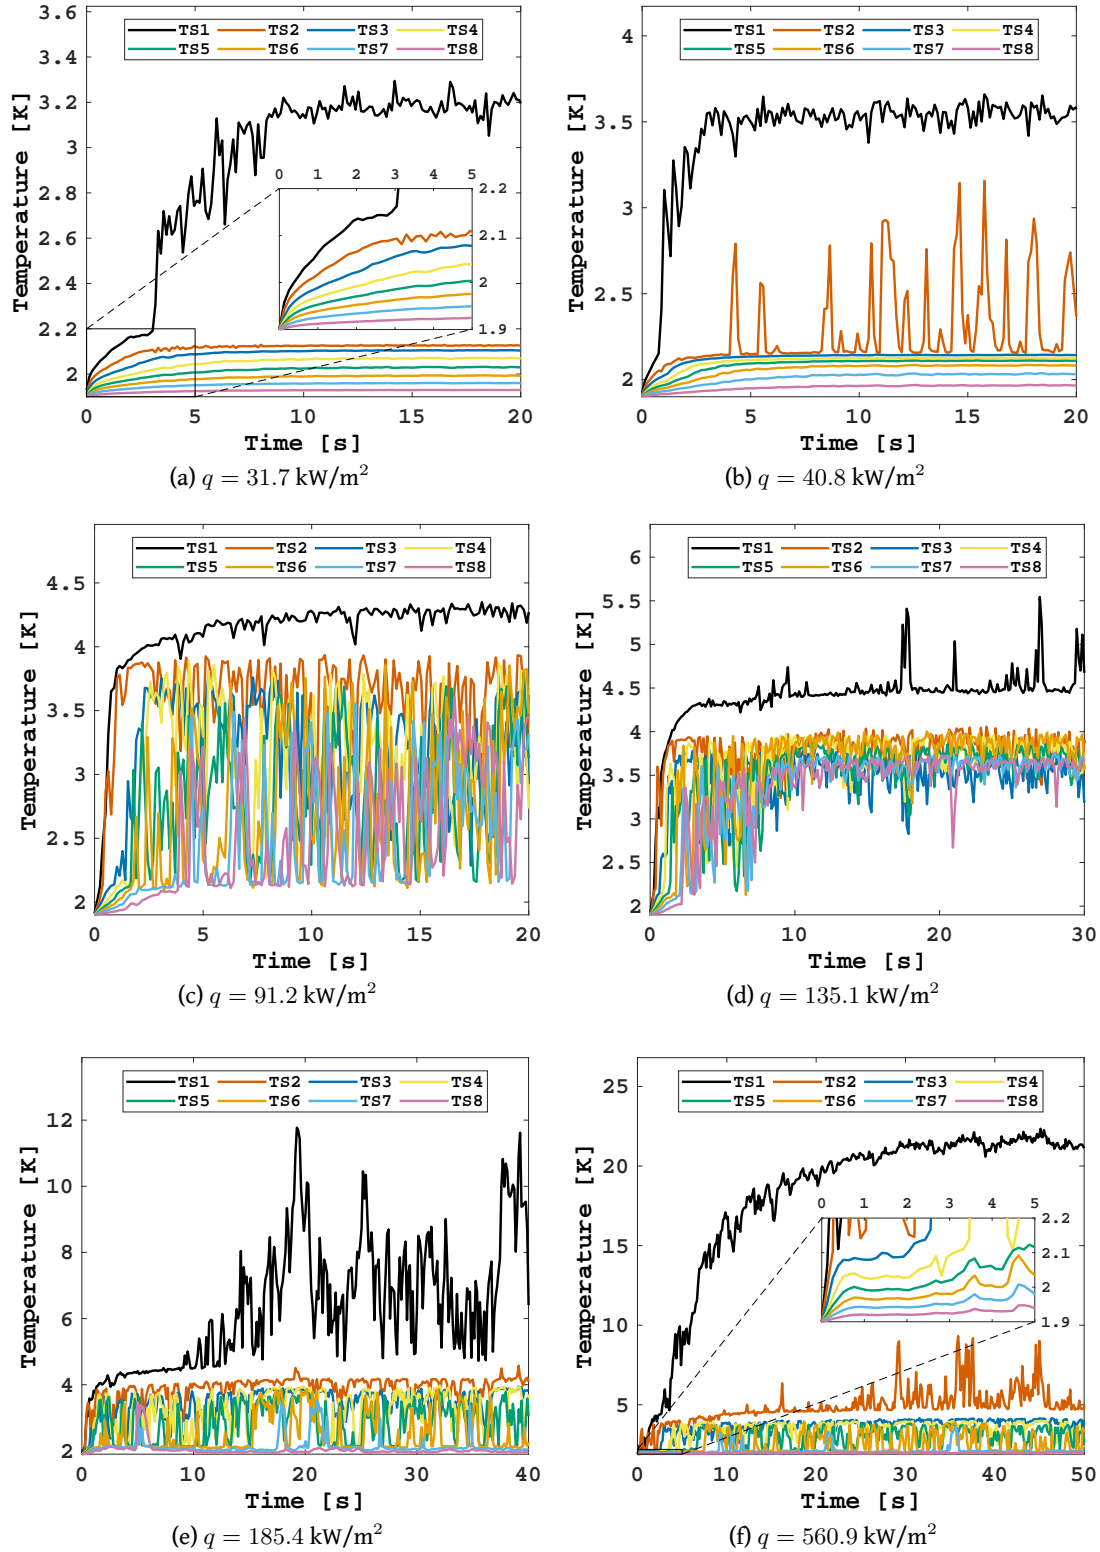 3.6
3.4
3.2
3
2.8
2.6
2.4
2.2
2
TS1 TS2 TS3 TS4
TS5 TS6 TS7 TS8
0 1 2 3 4 5
2.2
2.1
2
1.9
0 5 10 15 20
Temperature [K]
Time [s]
(a) q = 31.7 kW/m²
4
3.5
3
2.5
2
TS1 TS2 TS3 TS4
TS5 TS6 TS7 TS8
0 5 10 15 20
Temperature [K]
Time [s]
(b) q = 40.8 kW/m²
4.5
4
3.5
3
2.5
2
TS1 TS2 TS3 TS4
TS5 TS6 TS7 TS8
0 5 10 15 20
Temperature [K]
Time [s]
(c) q = 91.2 kW/m²
6
5.5
5
4.5
4
3.5
3
2.5
2
TS1 TS2 TS3 TS4
TS5 TS6 TS7 TS8
0 10 20 30
Temperature [K]
Time [s]
(d) q = 135.1 kW/m²
12
10
8
6
4
2
TS1 TS2 TS3 TS4
TS5 TS6 TS7 TS8
0 10 20 30 40
Temperature [K]
Time [s]
(e) q = 185.4 kW/m²
25
20
15
10
5
TS1 TS2 TS3 TS4
TS5 TS6 TS7 TS8
0 1 2 3 4 5
2.2
2.1
2
1.9
0 10 20 30 40 50
Temperature [K]
Time [s]
(f) q = 560.9 kW/m²